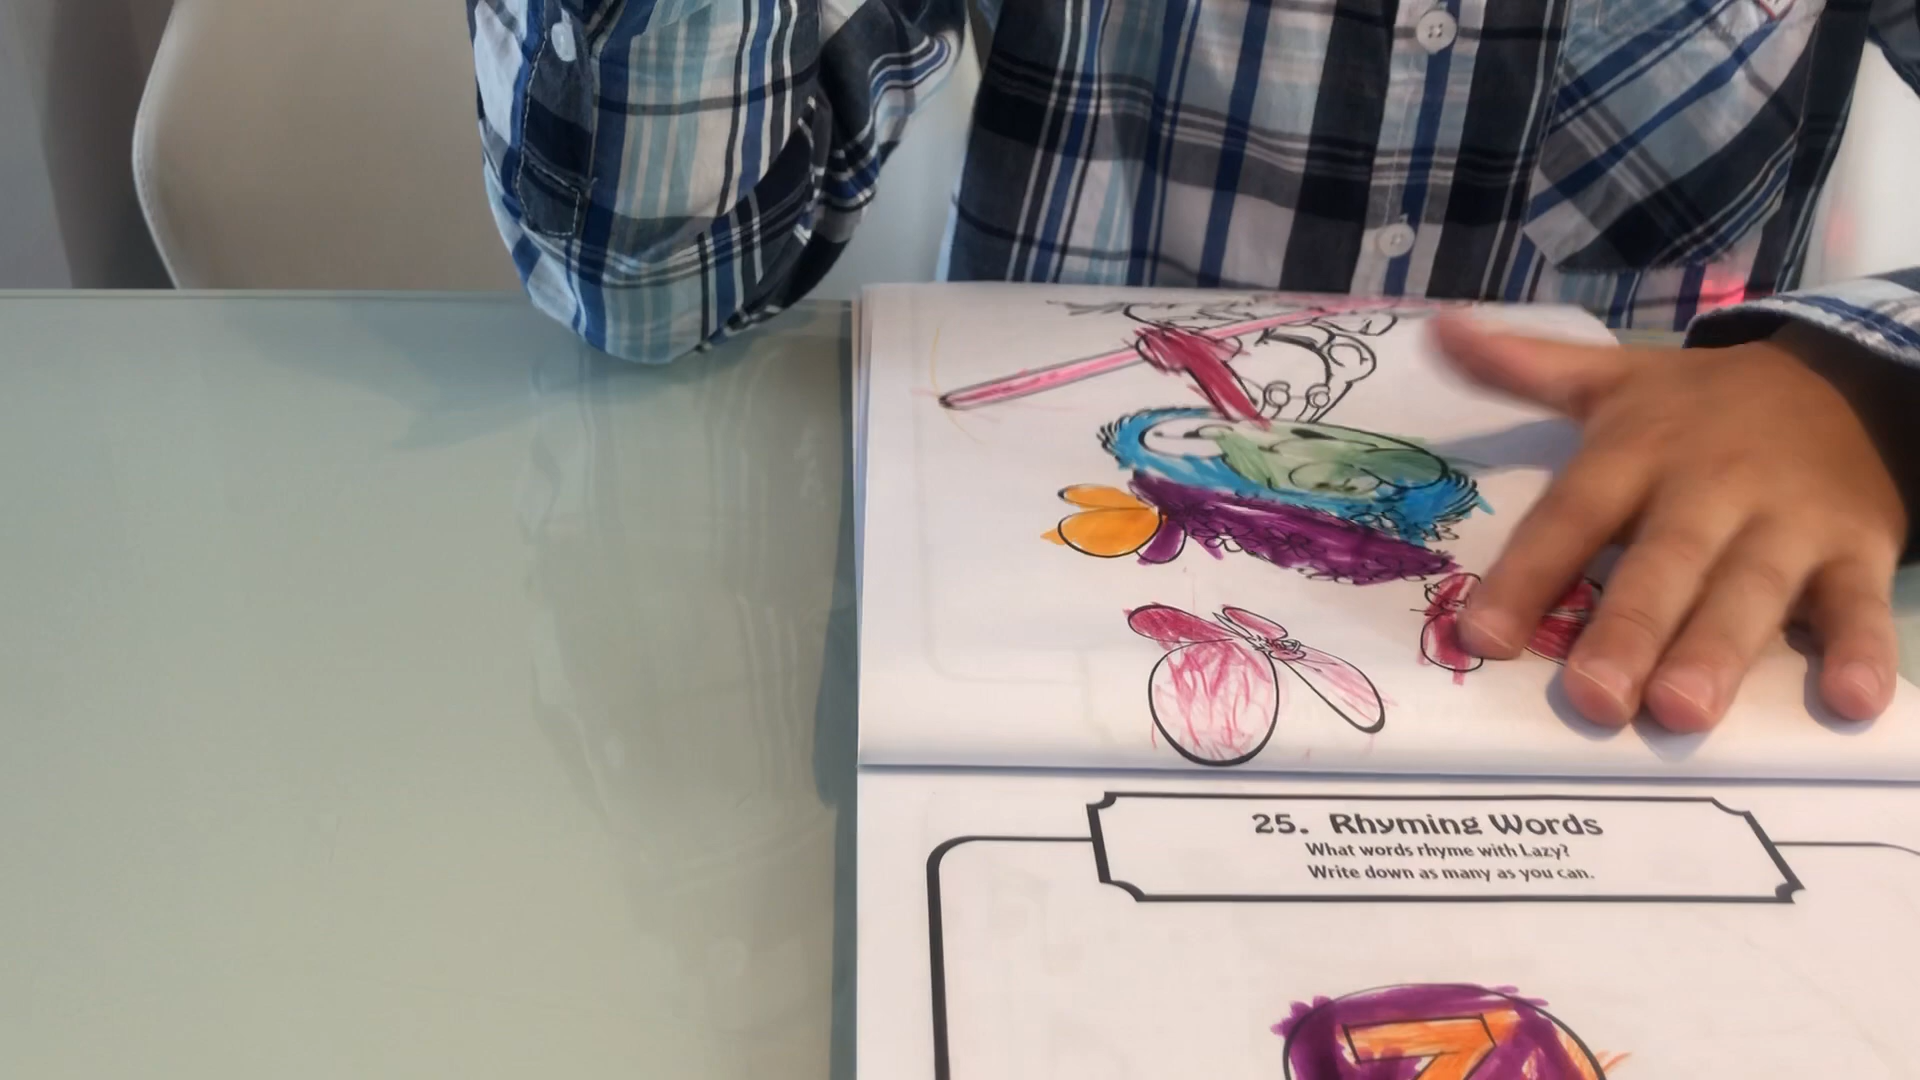 25. Rhyming Words
What words rhyme with Lazy?
Write down as many as you can.